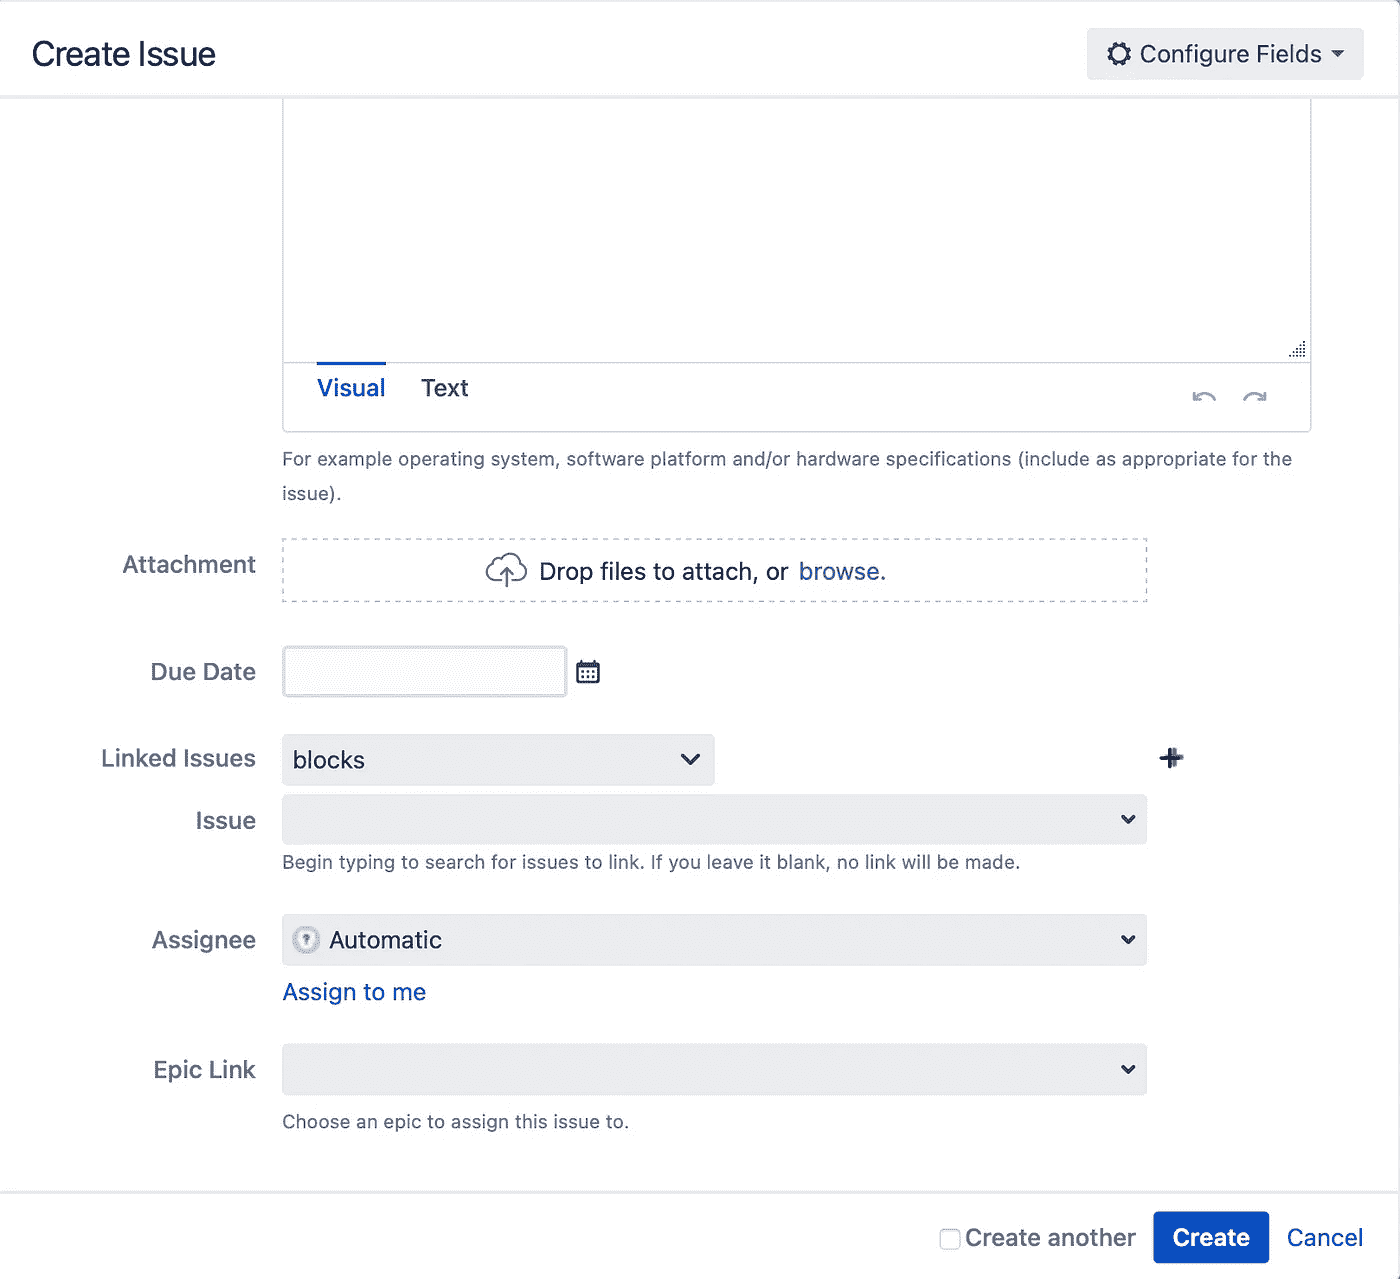 Create Issue
Configure Fields
Visual
Text
For example operating system, software platform and/or hardware specifications (include as appropriate for the
issue).
Attachment
Drop files to attach, or browse.
Due Date
Linked Issues
blocks
Issue
Begin typing to search for issues to link. If you leave it blank, no link will be made.
Assignee
Automatic
Assign to me
Epic Link
Choose an epic to assign this issue to.
Create another
Create
Cancel